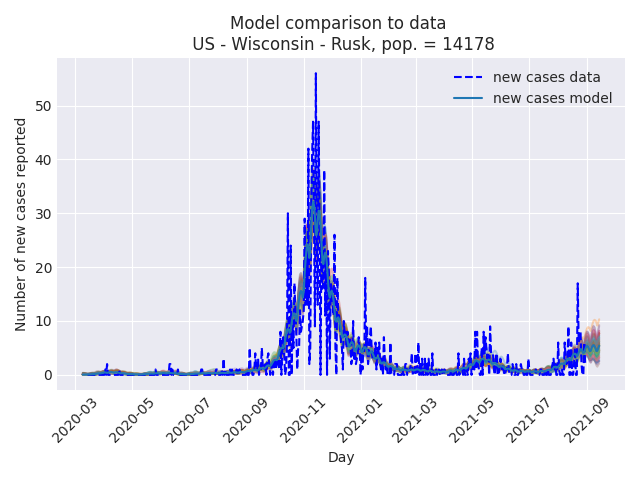 Model comparison to data
US - Wisconsin - Rusk, pop. = 14178
new cases data
new cases model
Number of new cases reported
50
40
30
20
10
0
2020-03
2020-05
2020-07
2020-09
2020-11
2021-01
2021-03
2021-05
2021-07
2021-09
Day